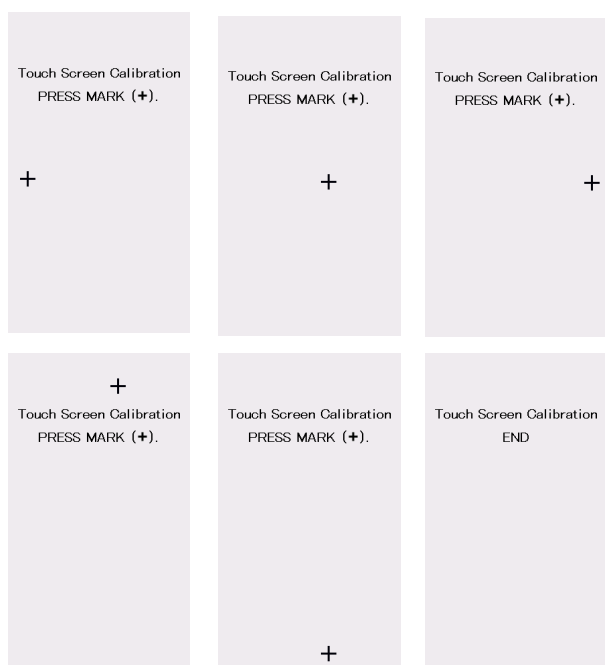 Touch Screen Calibration
PRESS MARK (+).
+
Touch Screen Calibration
PRESS MARK (+).
+
Touch Screen Calibration
PRESS MARK (+).
+
+
Touch Screen Calibration
PRESS MARK (+).
Touch Screen Calibration
PRESS MARK (+).
+
Touch Screen Calibration
END